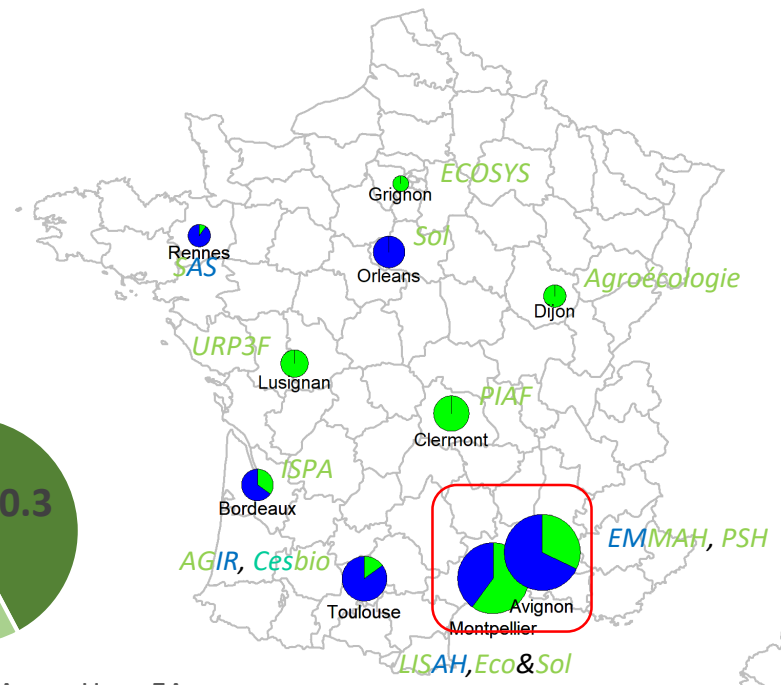 ECOSYS
Grignon
Sol
Rennes
SAS
Orleans
Agroécologie
Dijon
URP3F
Lusignan
PIAF
Clermont
0.3
ISPA
Bordeaux
EMMAH, PSH
AGIR, Cesbio
Toulouse
Avignon
Montpellier
LISAH,Eco&Sol